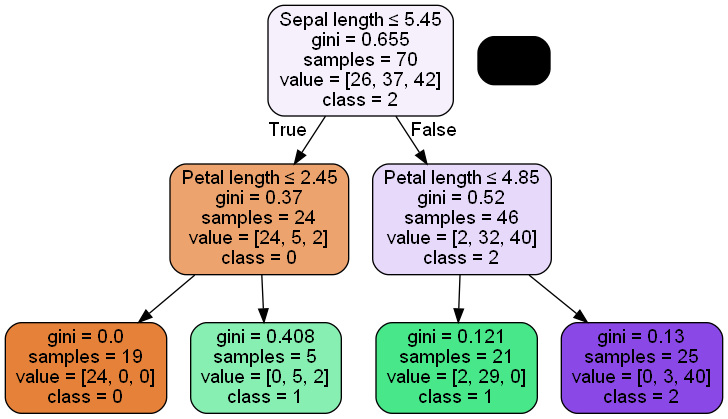 Sepal length ≤ 5.45
gini = 0.655
samples = 70
value = [26, 37, 42]
class = 2
True
False
Petal length ≤ 2.45
gini = 0.37
samples = 24
value = [24, 5, 2]
class = 0
Petal length ≤ 4.85
gini = 0.52
samples = 46
value = [2, 32, 40]
class = 2
gini = 0.0
samples = 19
value = [24, 0, 0]
class = 0
gini = 0.408
samples = 5
value = [0, 5, 2]
class = 1
gini = 0.121
samples = 21
value = [2, 29, 0]
class = 1
gini = 0.13
samples = 25
value = [0, 3, 40]
class = 2